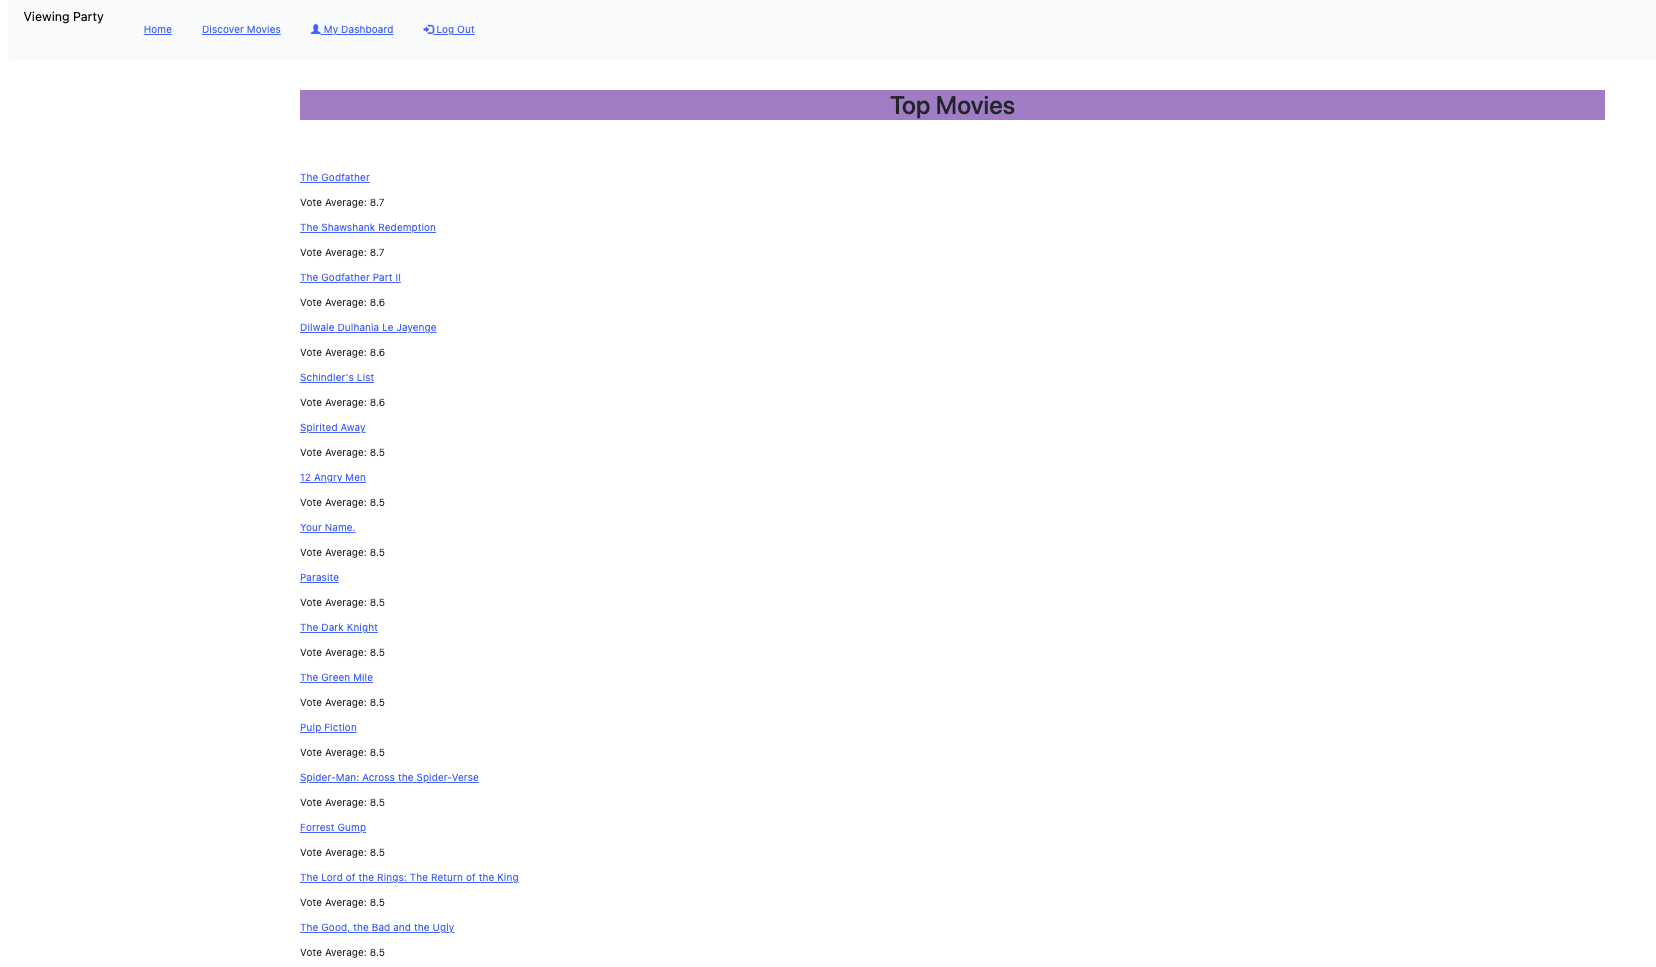 Viewing Party
Home Discover Movies My Dashboard Log Out
Top Movies
The Godfather
Vote Average: 8.7
The Shawshank Redemption
Vote Average: 8.7
The Godfather Part II
Vote Average: 8.6
Dilwale Dulhania Le Jayenge
Vote Average: 8.6
Schindler's List
Vote Average: 8.6
Spirited Away
Vote Average: 8.5
12 Angry Men
Vote Average: 8.5
Your Name.
Vote Average: 8.5
Parasite
Vote Average: 8.5
The Dark Knight
Vote Average: 8.5
The Green Mile
Vote Average: 8.5
Pulp Fiction
Vote Average: 8.5
Spider-Man: Across the Spider-Verse
Vote Average: 8.5
Forrest Gump
Vote Average: 8.5
The Lord of the Rings: The Return of the King
Vote Average: 8.5
The Good, the Bad and the Ugly
Vote Average: 8.5